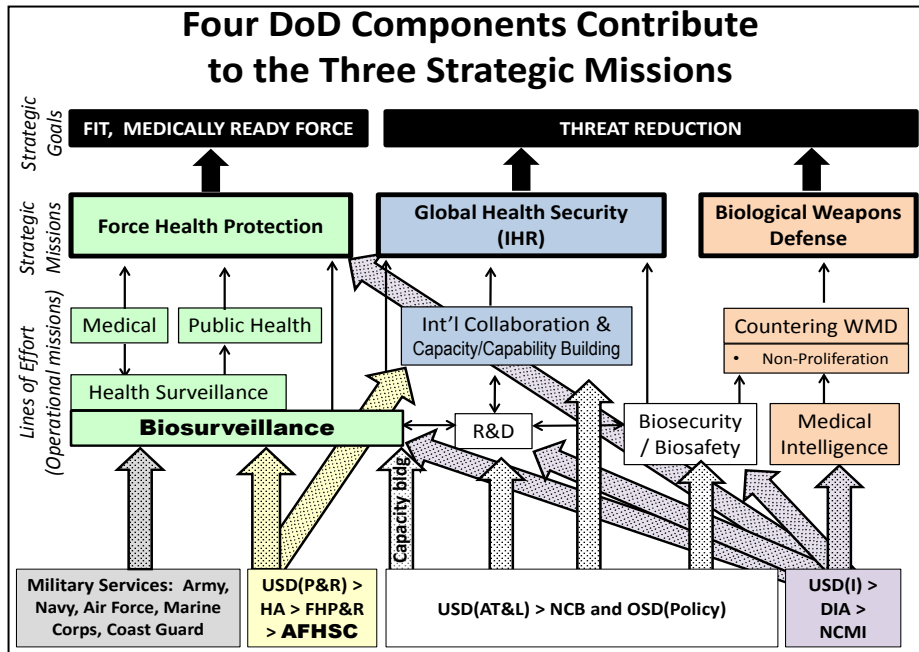 Four DoD Components Contribute
to the Three Strategic Missions
Strategic
Goals
FIT, MEDICALLY READY FORCE
THREAT REDUCTION
Strategic
Missions
Force Health Protection
Global Health Security
(IHR)
Biological Weapons
Defense
Lines of Effort
(Operational missions)
Medical
Public Health
Int'l Collaboration &
Capacity/Capability Building
Countering WMD
• Non-Proliferation
Health Surveillance
Biosurveillance
R&D
Biosecurity
/ Biosafety
Medical
Intelligence
Capacity bldg
Military Services: Army,
Navy, Air Force, Marine
Corps, Coast Guard
USD(P&R) >
HA > FHP&R
> AFHSC
USD(AT&L) > NCB and OSD(Policy)
USD(I) >
DIA >
NCMI